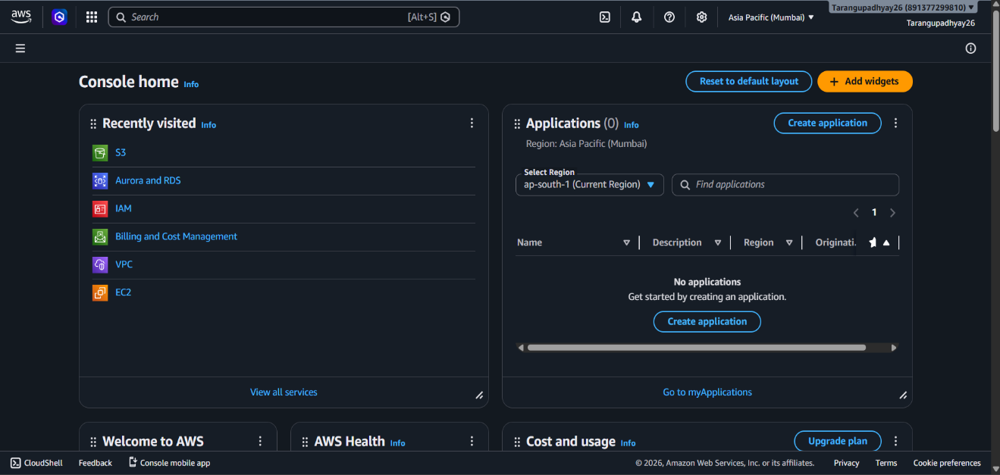 aws
Search [Alt+S]
Asia Pacific (Mumbai)
Tarangupadhyay26 (891377299810)
Tarangupadhyay26
Console home Info
Reset to default layout
Add widgets
Recently visited Info
S3
Aurora and RDS
IAM
Billing and Cost Management
VPC
EC2
View all services
Applications (0) Info
Create application
Region: Asia Pacific (Mumbai)
Select Region
ap-south-1 (Current Region)
Find applications
1
Name Description Region Originati.
No applications
Get started by creating an application.
Create application
Go to myApplications
Welcome to AWS
AWS Health Info
Cost and usage Info
Upgrade plan
CloudShell Feedback Console mobile app
© 2026, Amazon Web Services, Inc. or its affiliates. Privacy Terms Cookie preferences